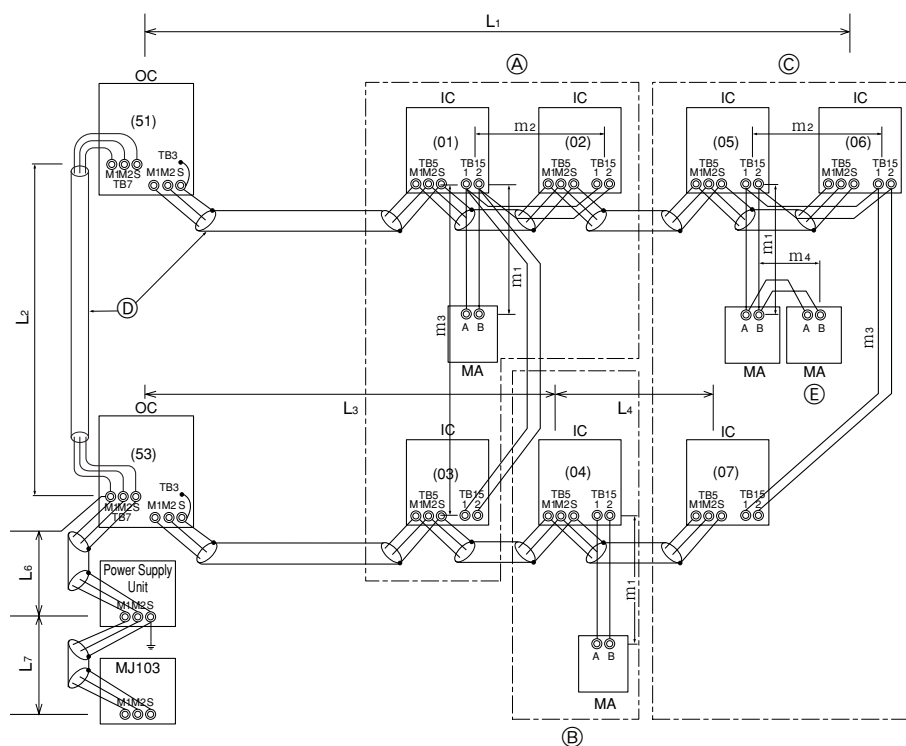 L1
A
C
OC
IC
IC
IC
IC
(51)
(01)
(02)
(05)
(06)
m2
m2
TB3
M1M2S
TB7
M1M2S
TB5
M1M2S
TB15
1 2
TB5
M1M2S
TB15
1 2
TB5
M1M2S
TB15
1 2
TB5
M1M2S
TB15
1 2
L2
D
m1
m3
m1
m4
m3
A B
MA
A B
MA
A B
MA
E
OC
L3
L4
IC
IC
IC
(53)
(03)
(04)
(07)
TB3
M1M2S
TB7
M1M2S
TB5
M1M2S
TB15
1 2
TB5
M1M2S
TB15
1 2
TB5
M1M2S
TB15
1 2
L6
Power Supply
Unit
M1M2S
m1
L7
MJ103
M1M2S
A B
MA
B